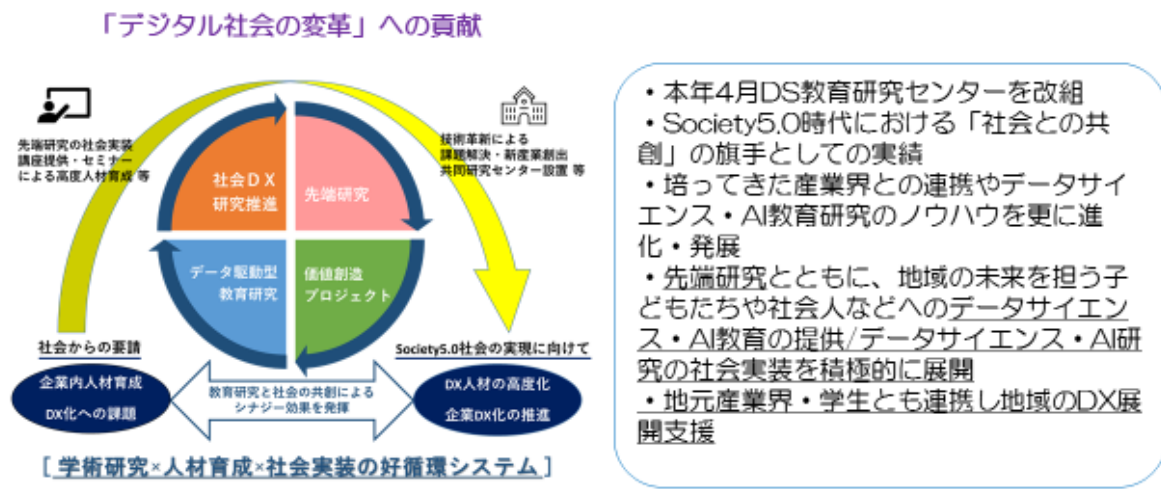 「デジタル社会の変革」への貢献
先端研究の社会実装
講座提供・セミナー
による高度人材育成 等
技術革新による
課題解決・新産業創出
共同研究センター設置 等
社会DX
研究推進
先端研究
データ駆動型
教育研究
価値創造
プロジェクト
社会からの要請
企業内人材育成
DX化への課題
教育研究と社会の共創による
シナジー効果を発揮
Society5.0社会の実現に向けて
DX人材の高度化
企業DX化の推進
[ 学術研究×人材育成×社会実装の好循環システム ]
・本年4月DS教育研究センターを改組
・Society5.0時代における「社会との共
創」の旗手としての実績
・培ってきた産業界との連携やデータサイ
エンス・AI教育研究のノウハウを更に進
化・発展
・先端研究とともに、地域の未来を担う子
どもたちや社会人などへのデータサイエン
ス・AI教育の提供/データサイエンス・AI研
究の社会実装を積極的に展開
・地元産業界・学生とも連携し地域のDX展
開支援